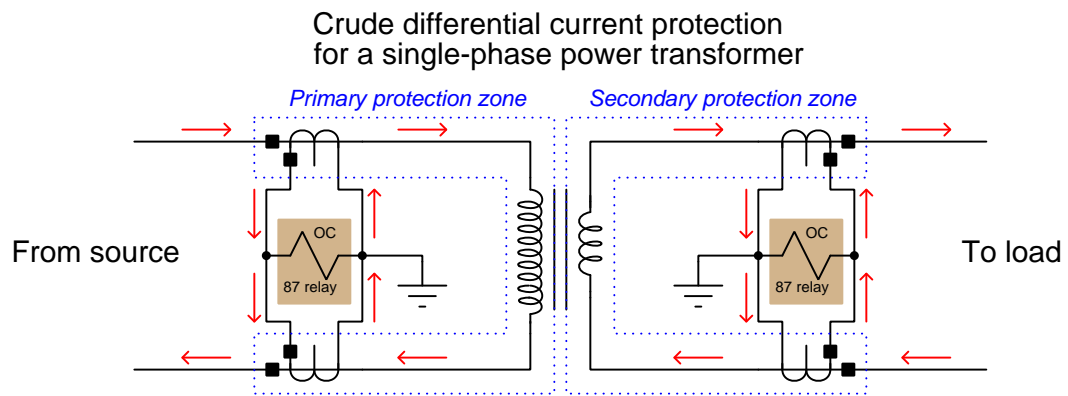 Crude differential current protection
for a single-phase power transformer
Primary protection zone
Secondary protection zone
OC
87 relay
From source
OC
87 relay
To load